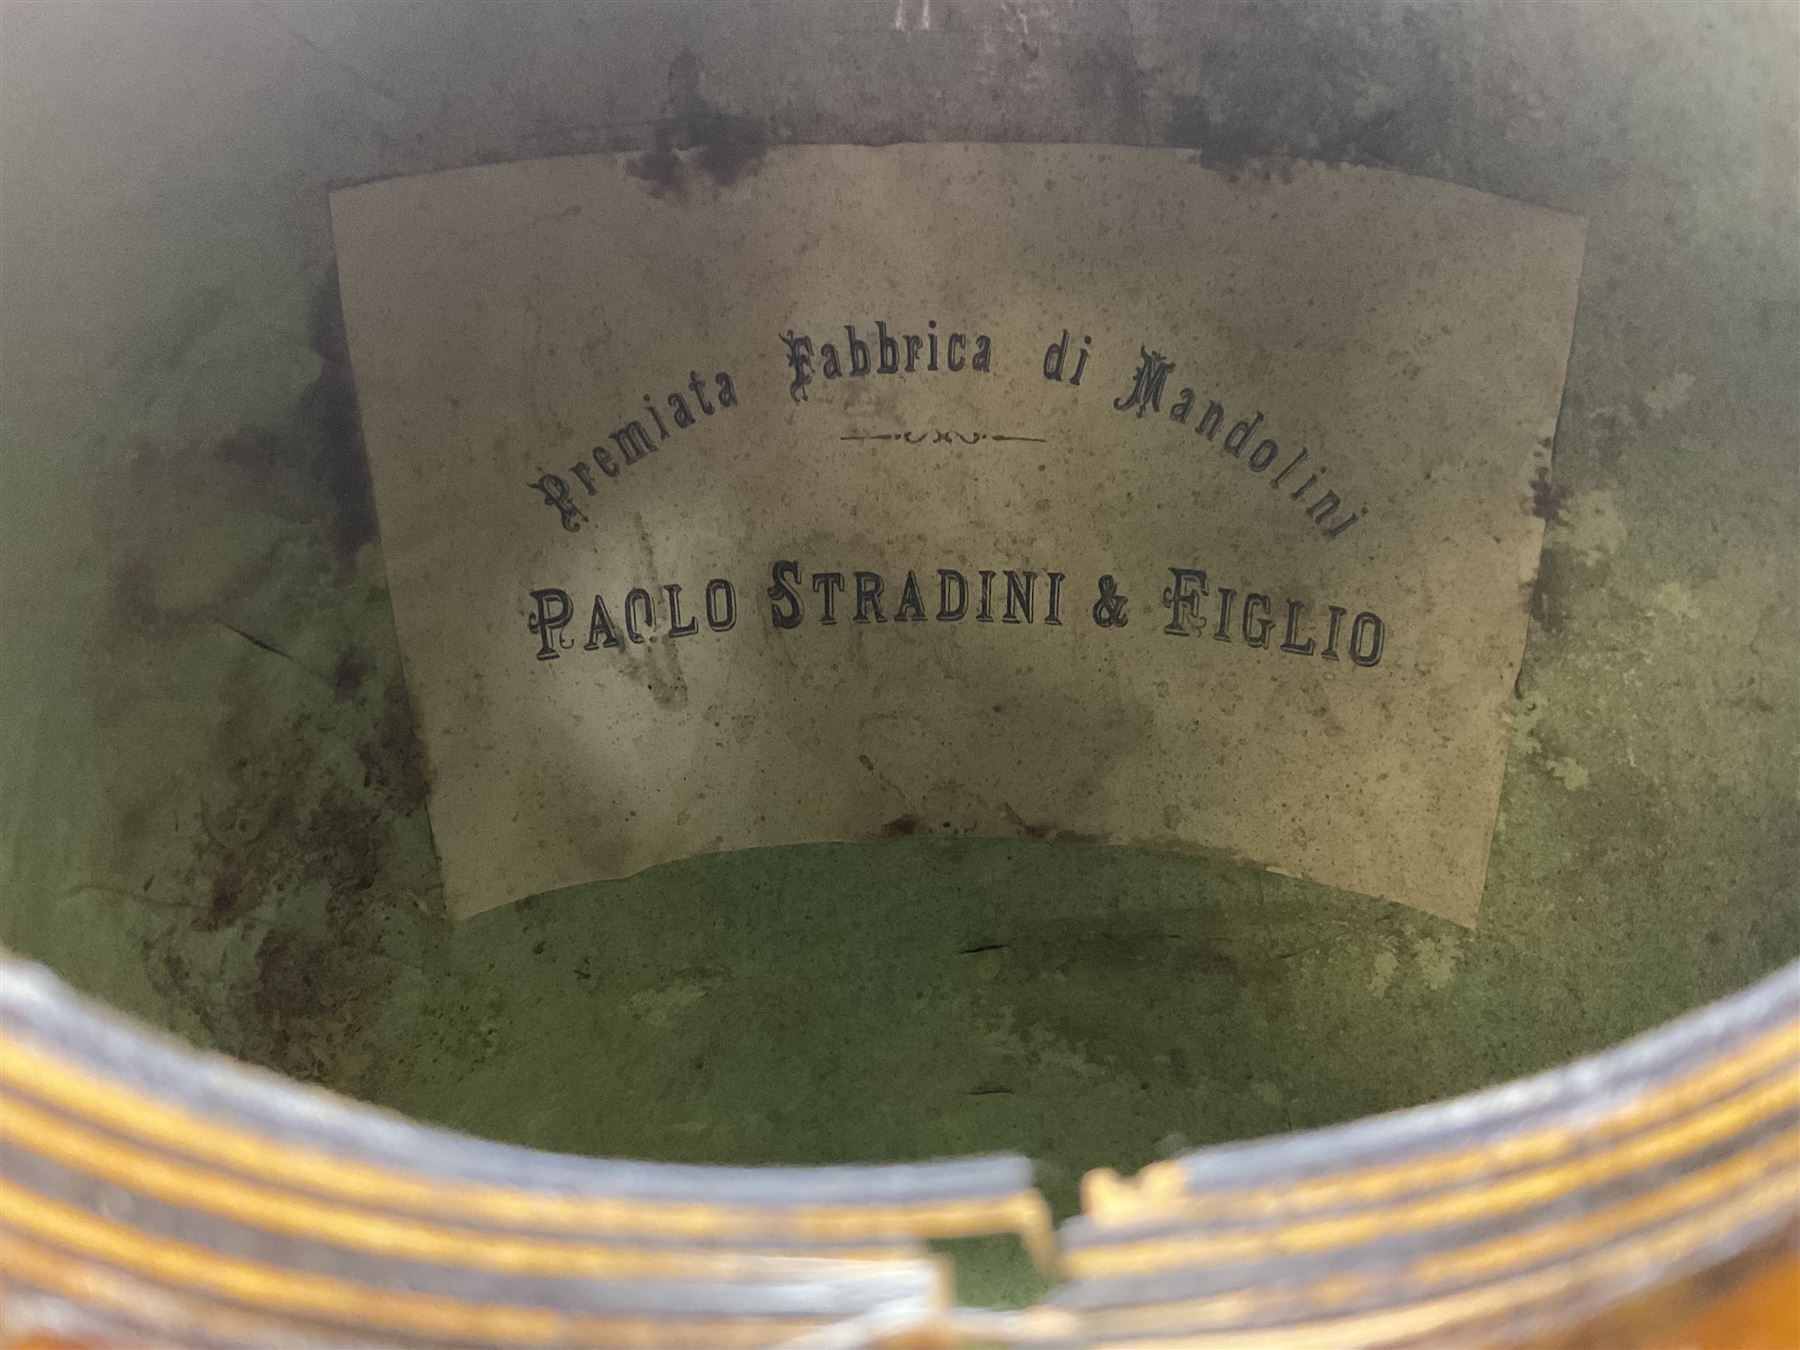 Premiata Fabbrica di Mandolini
PAOLO STRADINI & FIGLIO